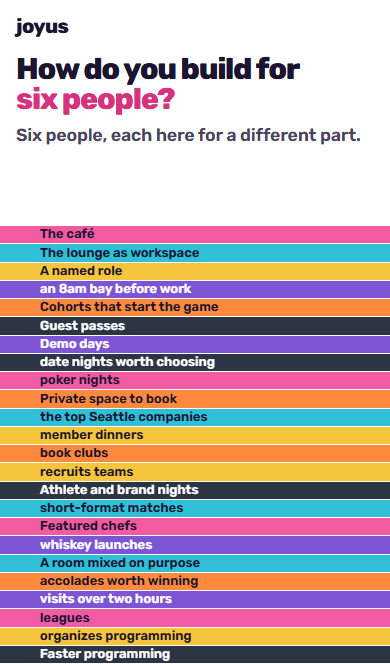 joyus
How do you build for
six people?
Six people, each here for a different part.
The café
The lounge as workspace
A named role
an 8am bay before work
Cohorts that start the game
Guest passes
Demo days
date nights worth choosing
poker nights
Private space to book
the top Seattle companies
member dinners
book clubs
recruits teams
Athlete and brand nights
short-format matches
Featured chefs
whiskey launches
A room mixed on purpose
accolades worth winning
visits over two hours
leagues
organizes programming
Faster programming